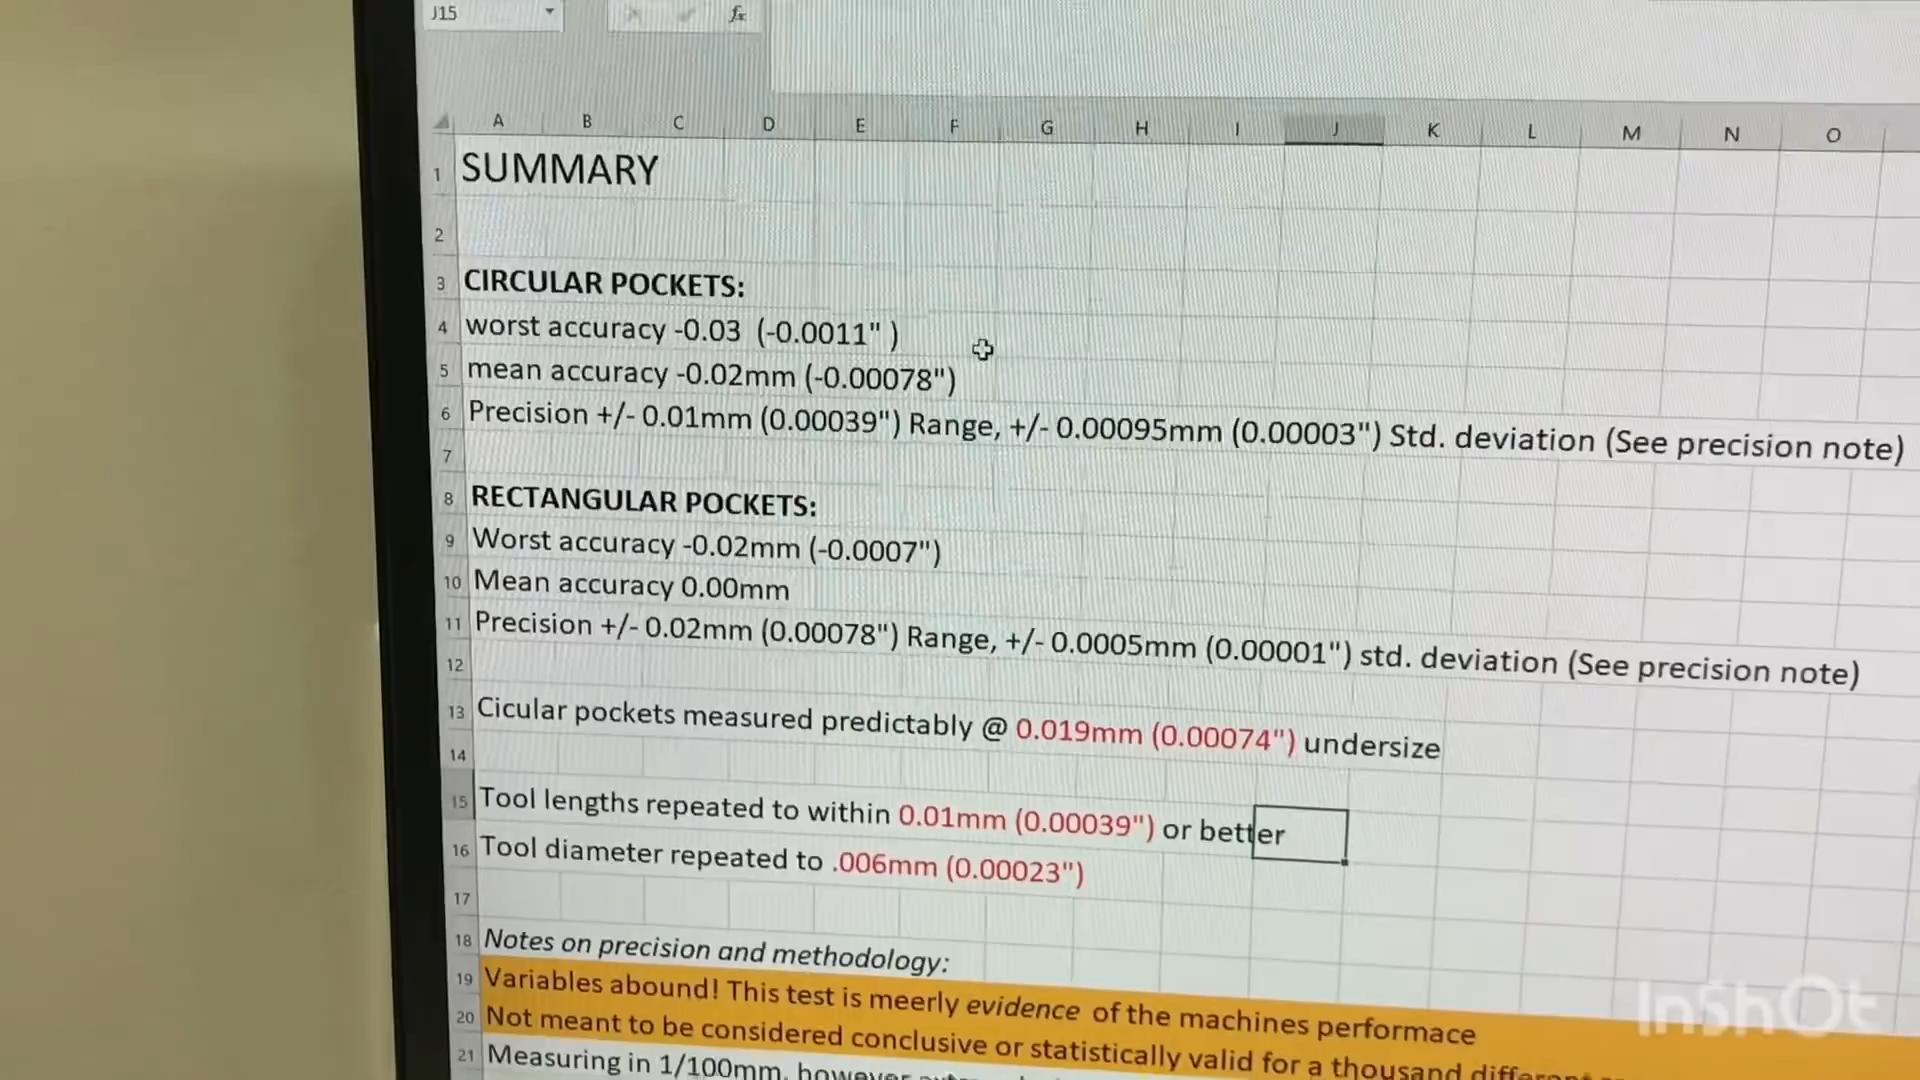 J15
fx
A B C D E F G H I J K L M N O
1 SUMMARY
2
3 CIRCULAR POCKETS:
4 worst accuracy -0.03 (-0.0011" )
5 mean accuracy -0.02mm (-0.00078")
6 Precision +/- 0.01mm (0.00039") Range, +/- 0.00095mm (0.00003") Std. deviation (See precision note)
7
8 RECTANGULAR POCKETS:
9 Worst accuracy -0.02mm (-0.0007")
10 Mean accuracy 0.00mm
11 Precision +/- 0.02mm (0.00078") Range, +/- 0.0005mm (0.00001") std. deviation (See precision note)
12
13 Cicular pockets measured predictably @ 0.019mm (0.00074") undersize
14
15 Tool lengths repeated to within 0.01mm (0.00039") or better
16 Tool diameter repeated to .006mm (0.00023")
17
18 Notes on precision and methodology:
19 Variables abound! This test is meerly evidence of the machines performace
20 Not meant to be considered conclusive or statistically valid for a thousand
21 Measuring in 1/100mm, however
InShOt